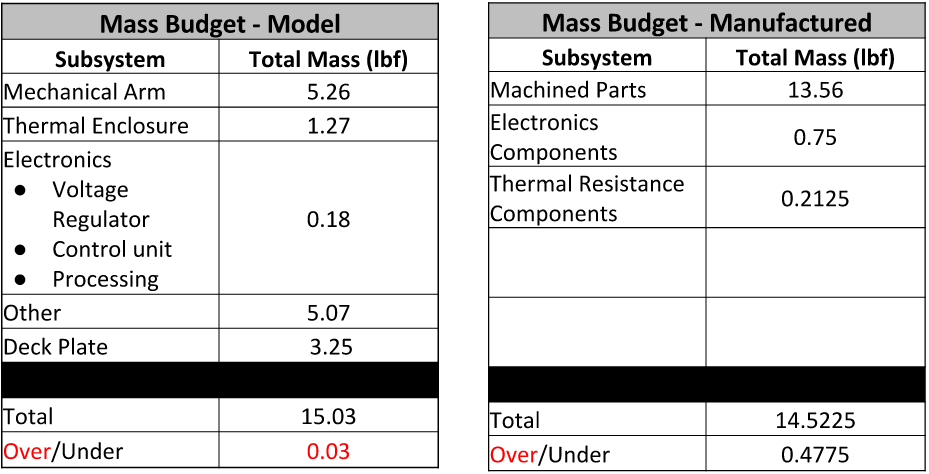 Mass Budget - Model
Subsystem Total Mass (lbf)
Mechanical Arm 5.26
Thermal Enclosure 1.27
Electronics
● Voltage
Regulator 0.18
● Control unit
● Processing
Other 5.07
Deck Plate 3.25
Total 15.03
Over/Under 0.03
Mass Budget - Manufactured
Subsystem Total Mass (lbf)
Machined Parts 13.56
Electronics
Components 0.75
Thermal Resistance
Components 0.2125
Total 14.5225
Over/Under 0.4775